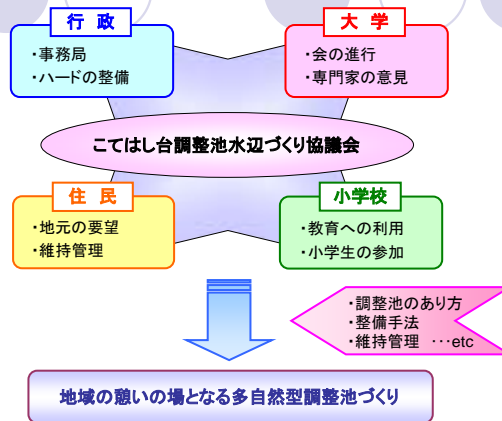 行 政
・事務局
・ハードの整備
大 学
・会の進行
・専門家の意見
こてはし台調整池水辺づくり協議会
住 民
・地元の要望
・維持管理
小学校
・教育への利用
・小学生の参加
・調整池のあり方
・整備手法
・維持管理 …etc
地域の憩いの場となる多自然型調整池づくり